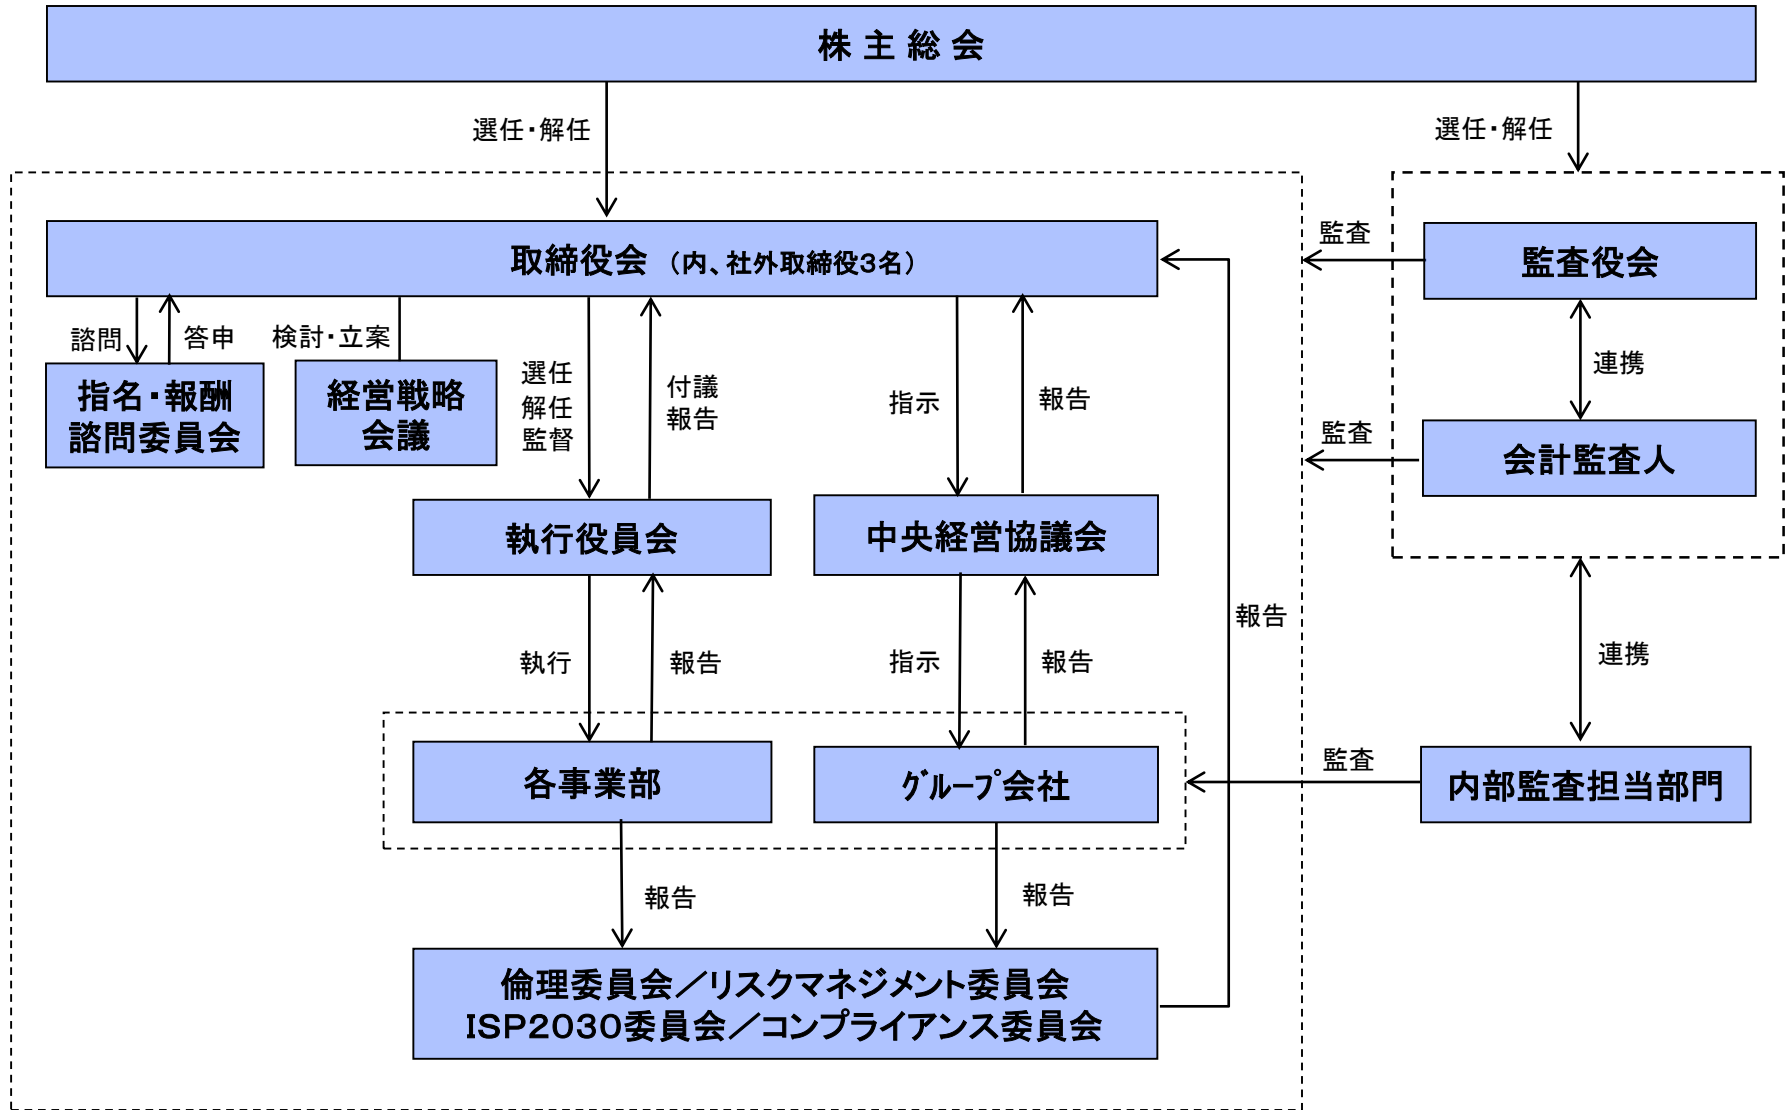 株主総会
選任・解任
選任・解任
取締役会（内、社外取締役３名）
監査
監査役会
諮問
答申
検討・立案
選任
解任
監督
付議
報告
指示
報告
連携
指名・報酬
諮問委員会
経営戦略
会議
監査
会計監査人
執行役員会
中央経営協議会
報告
執行
報告
指示
報告
連携
各事業部
ｸﾞﾙｰﾌﾟ会社
監査
内部監査担当部門
報告
報告
倫理委員会／リスクマネジメント委員会
ISP2030委員会／コンプライアンス委員会